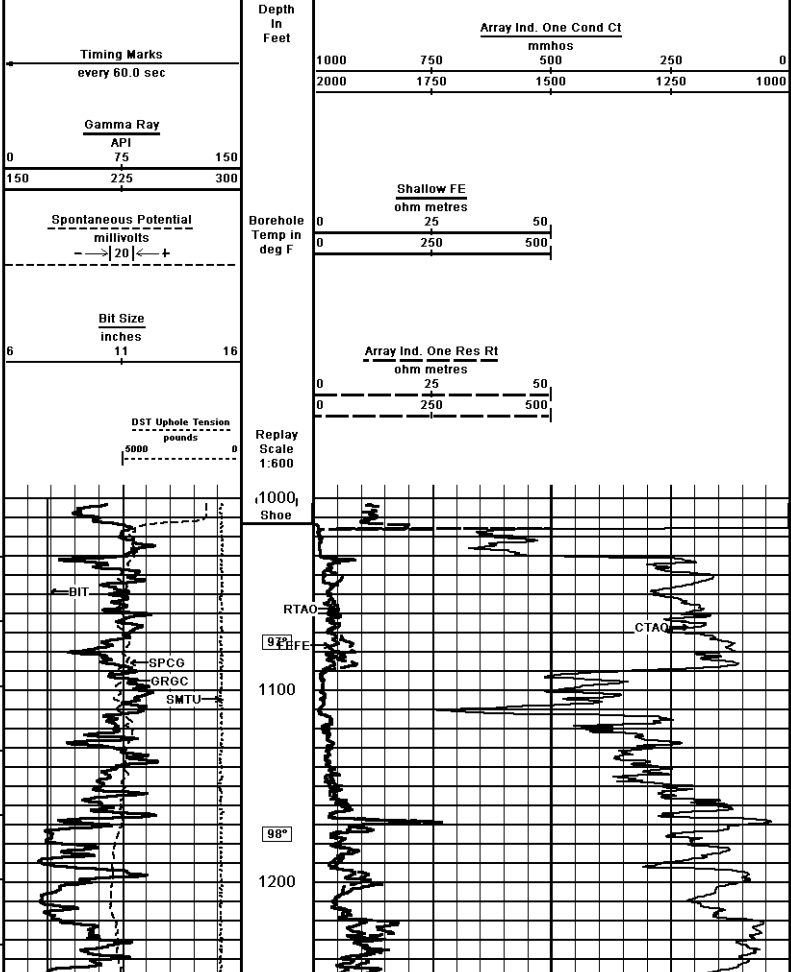 Depth
In
Feet
Timing Marks
every 60.0 sec
Array Ind. One Cond Ct
mmhos
1000 750 500 250 0
2000 1750 1500 1250 1000
Gamma Ray
API
0 75 150
150 225 300
Spontaneous Potential
millivolts
- 20 +
Borehole
Temp in
deg F
Shallow FE
ohm metres
0 25 50
0 250 500
Bit Size
inches
6 11 16
Array Ind. One Res Rt
ohm metres
0 25 50
0 250 500
DST Uphole Tension
pounds
5000 0
Replay
Scale
1:600
1000
Shoe
BIT
RTAO
CTAO
97°
SPCG
GRGC
SMTU
1100
98°
1200